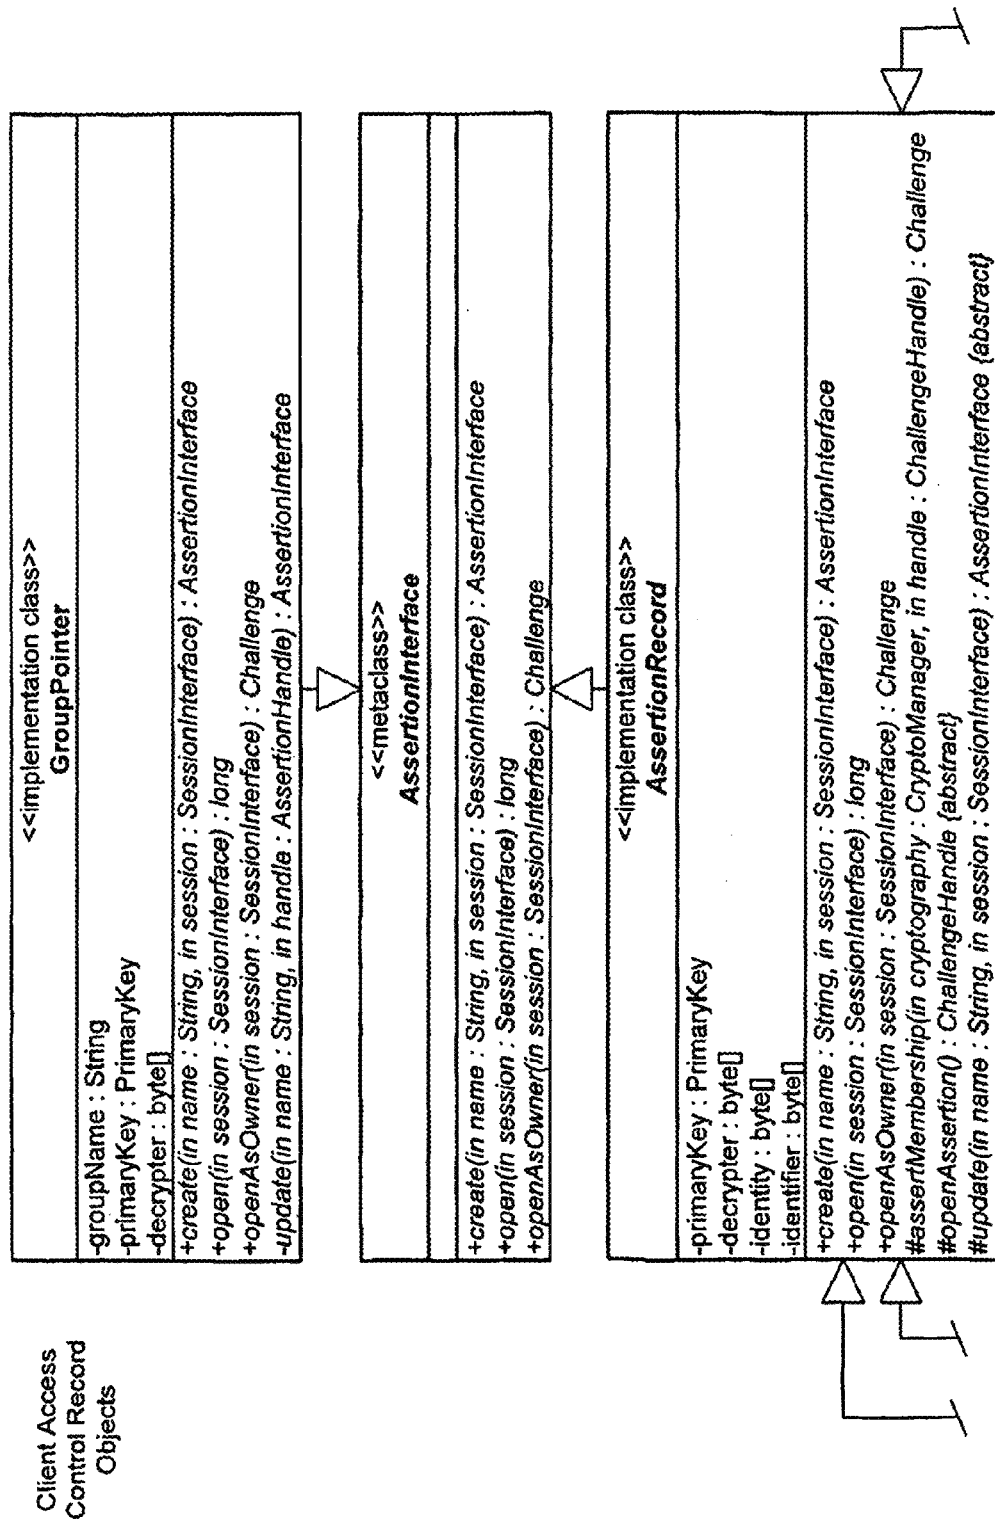 Client Access
Control Record
Objects
<<implementation class>>
GroupPointer
-groupName : String
-primaryKey : PrimaryKey
-decrypter : byte[]
+create(in name : String, in session : SessionInterface) : AssertionInterface
+open(in session : SessionInterface) : long
+openAsOwner(in session : SessionInterface) : Challenge
-update(in name : String, in handle : AssertionHandle) : AssertionInterface
<<metaclass>>
AssertionInterface
+create(in name : String, in session : SessionInterface) : AssertionInterface
+open(in session : SessionInterface) : long
+openAsOwner(in session : SessionInterface) : Challenge
<<implementation class>>
AssertionRecord
-primaryKey : PrimaryKey
-decrypter : byte[]
-identity : byte[]
-identifier : byte[]
+create(in name : String, in session : SessionInterface) : AssertionInterface
+open(in session : SessionInterface) : long
+openAsOwner(in session : SessionInterface) : Challenge
#assertMembership(in cryptography : CryptoManager, in handle : ChallengeHandle) : Challenge
#openAssertion() : ChallengeHandle {abstract}
#update(in name : String, in session : SessionInterface) : AssertionInterface {abstract}